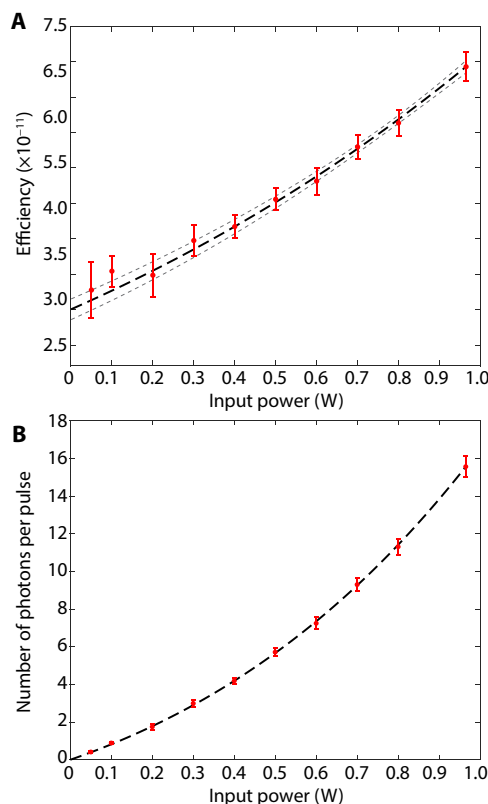 A
7.5
6.5
6.0
5.5
4.0
3.5
3.0
2.5
Efficiency (×10⁻¹¹)
0 0.1 0.2 0.3 0.4 0.5 0.6 0.7 0.8 0.9 1.0
Input power (W)
B
18
16
14
12
10
8
6
4
2
0
Number of photons per pulse
0 0.1 0.2 0.3 0.4 0.5 0.6 0.7 0.8 0.9 1.0
Input power (W)